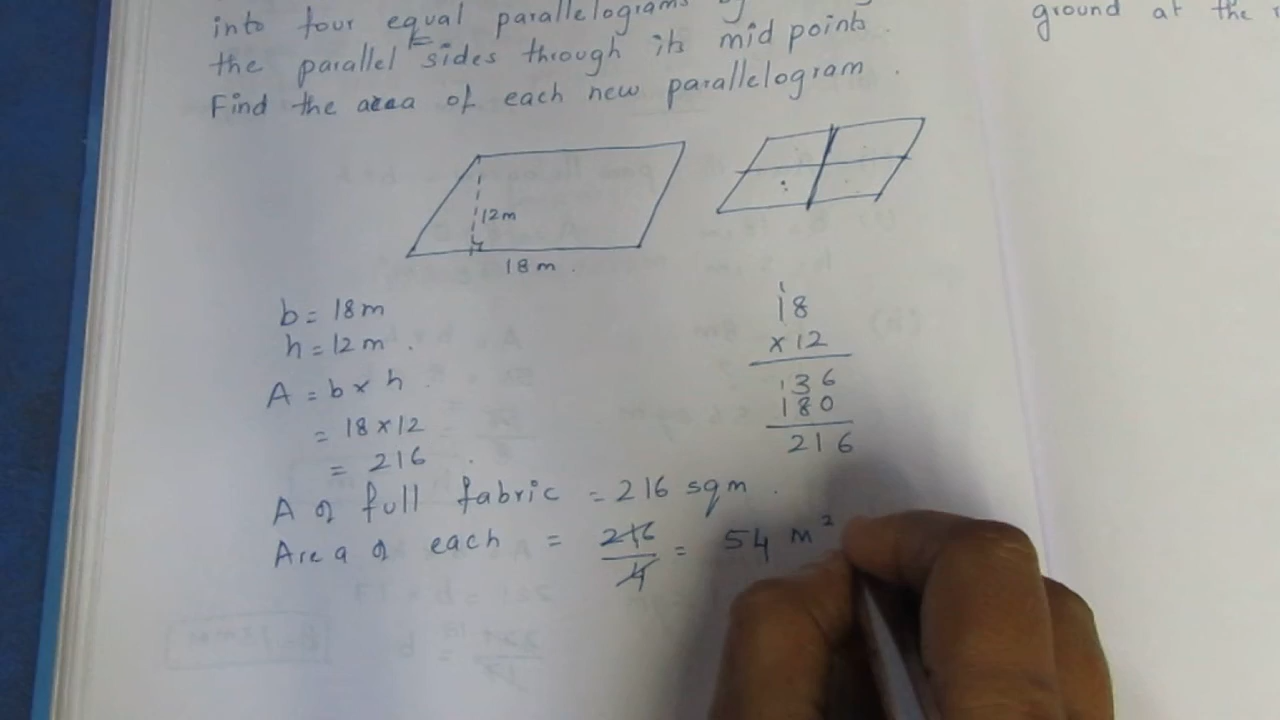 into four equal parallelograms by
the parallel sides through its mid points.
Find the area of each new parallelogram.
ground at the
12m
18m.
b = 18m
h = 12m.
A = b x h
= 18 x 12
= 216
1
18
x 12
136
180
216
A of full fabric = 216 sqm.
Area of each = 216/4 = 54 m²